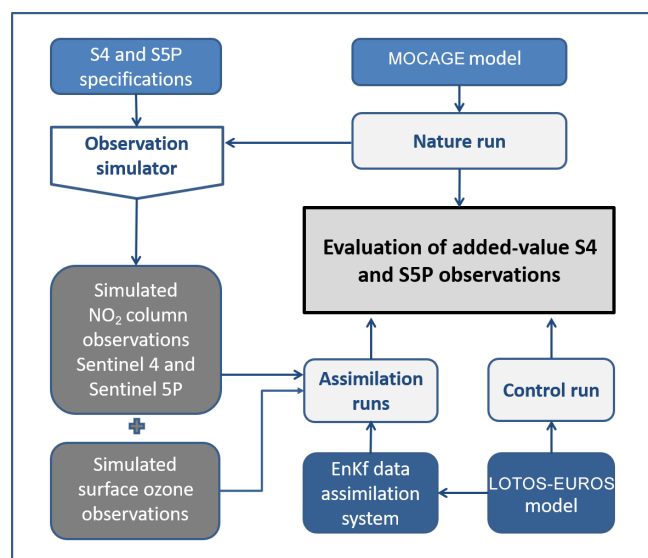 S4 and S5P
specifications
MOCAGE model
Observation
simulator
Nature run
Evaluation of added-value S4
and S5P observations
Simulated
NO₂ column
observations
Sentinel 4 and
Sentinel 5P
Assimilation
runs
Control run
Simulated
surface ozone
observations
EnKf data
assimilation
system
LOTOS-EUROS
model